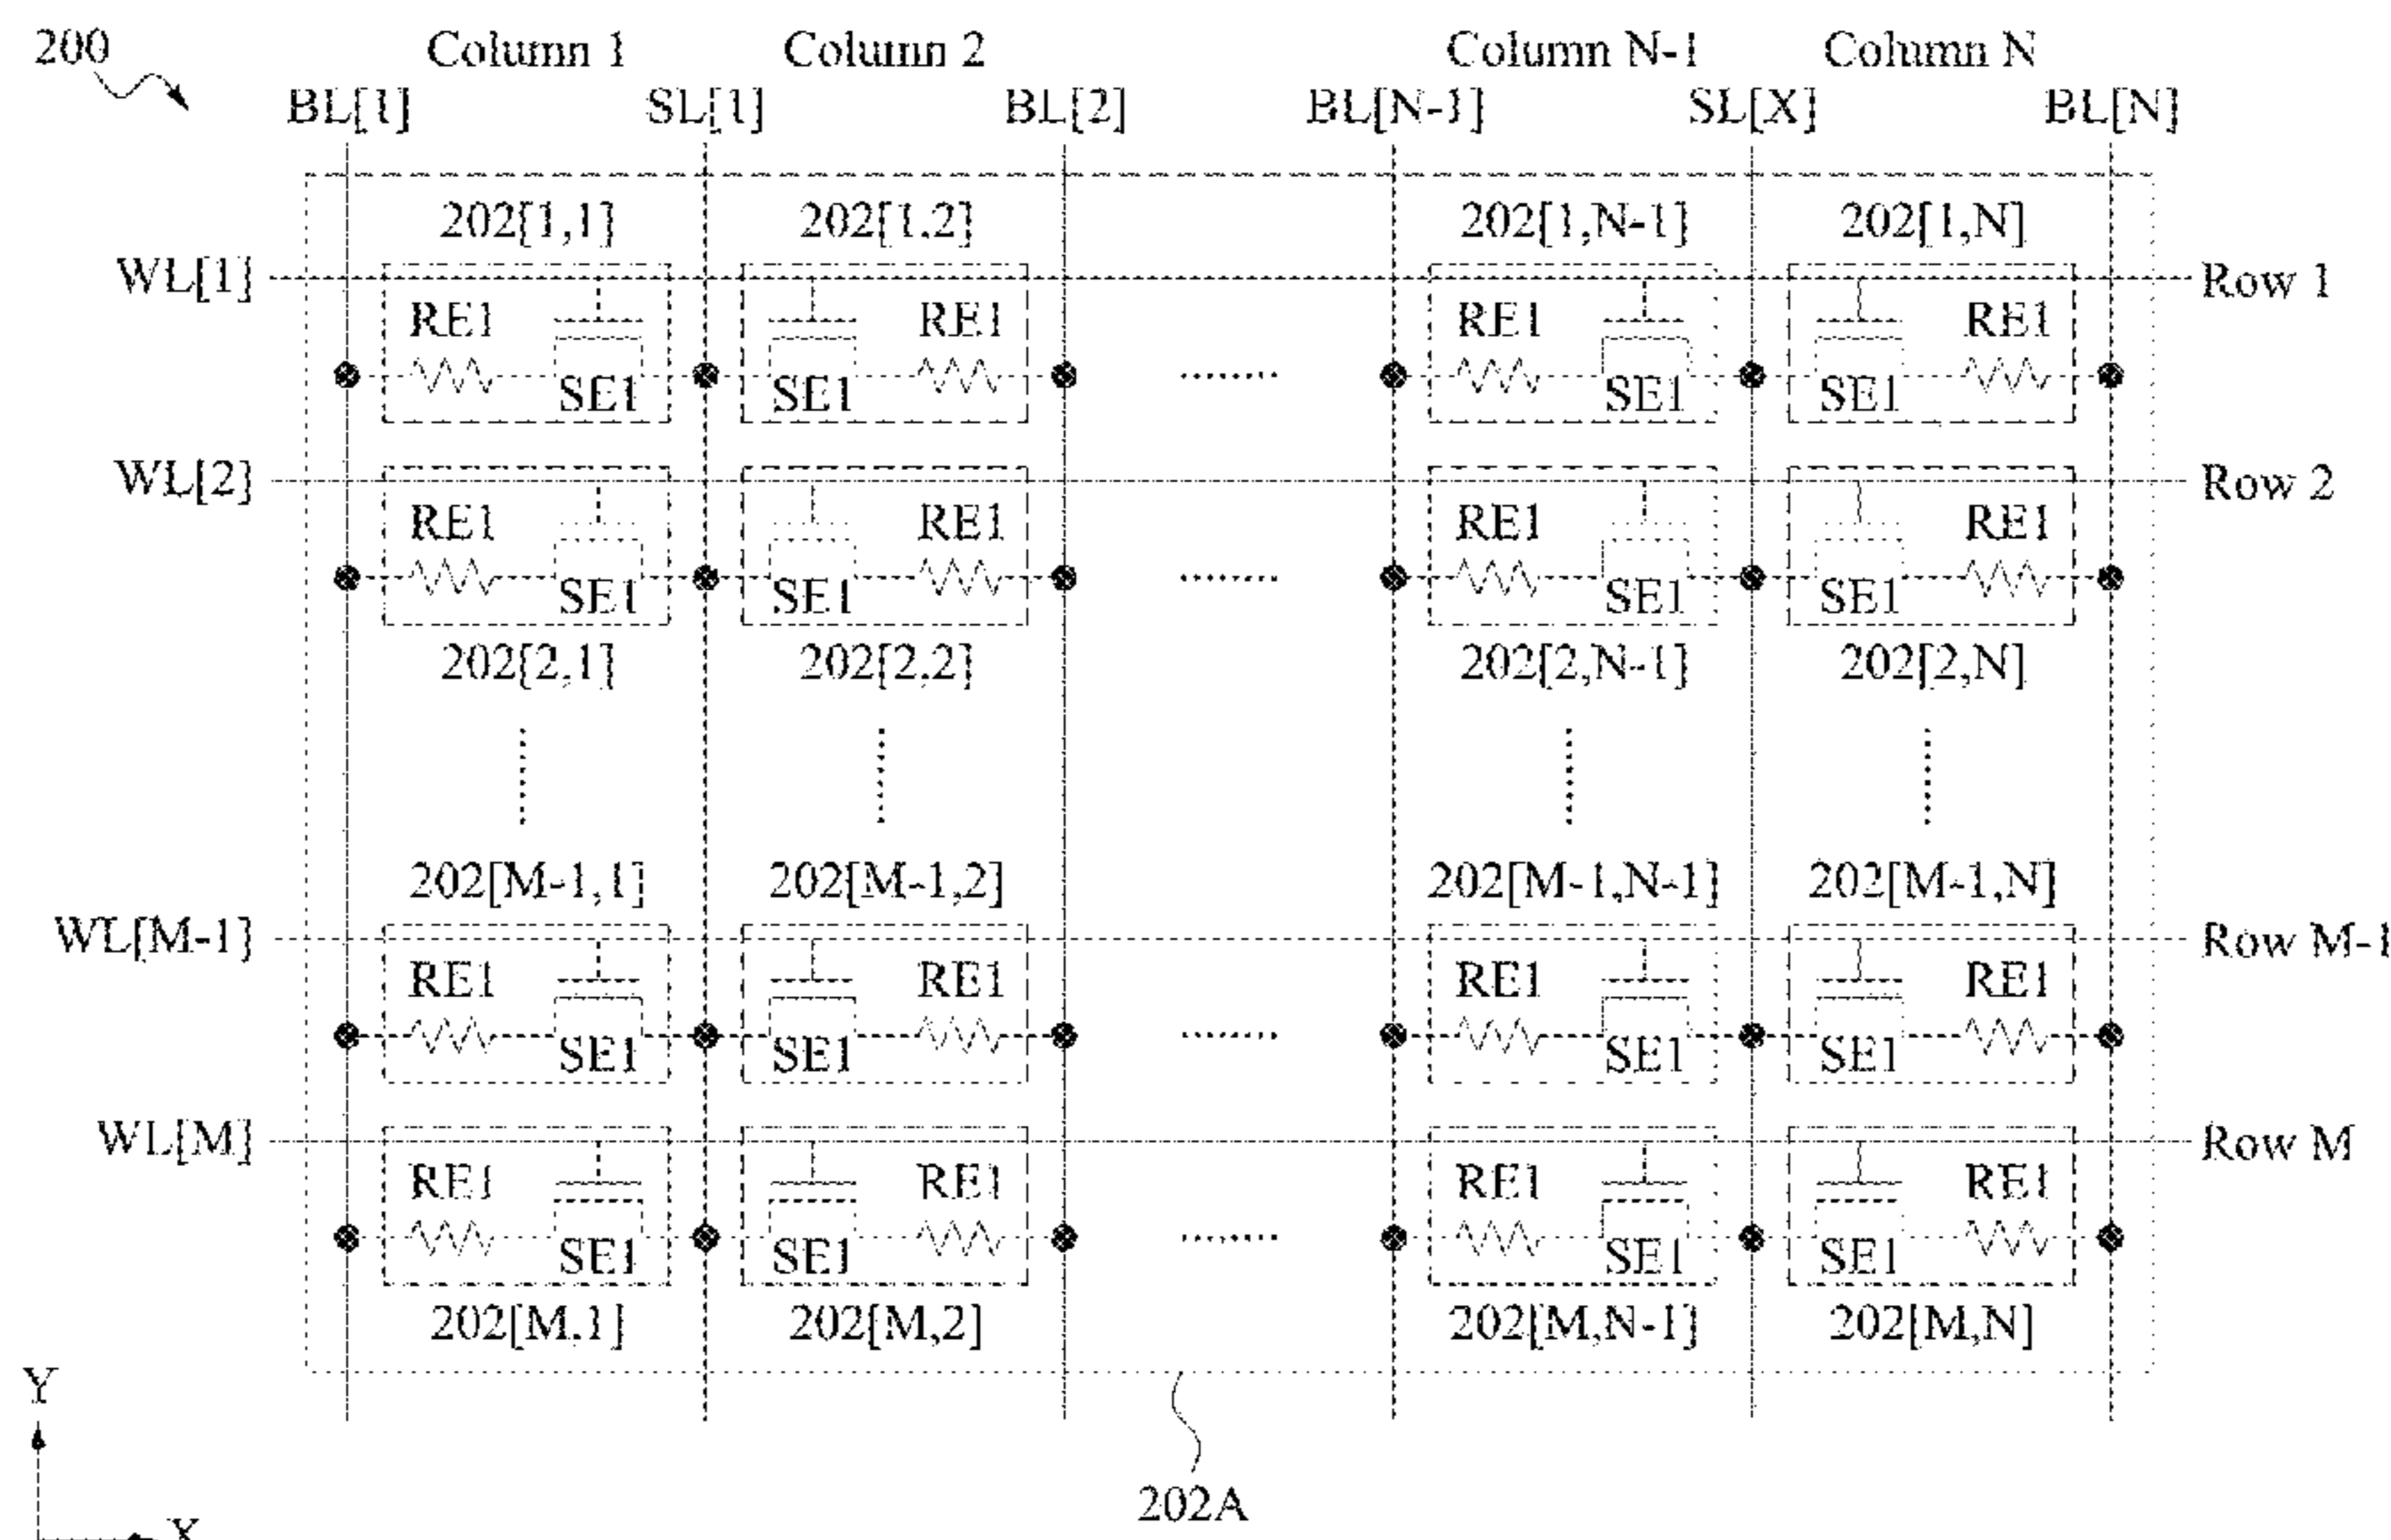 200 Column 1 Column 2 Column N-1 Column N
BL[1] SL[1] BL[2] BL[N-1] SL[X] BL[N]
202[1,1] 202[1,2] 202[1,N-1] 202[1,N]
WL[1] Row 1
RE1 RE1 RE1 RE1
SE1 SE1 SE1 SE1
WL[2] Row 2
RE1 RE1 RE1 RE1
SE1 SE1 SE1 SE1
202[2,1] 202[2,2] 202[2,N-1] 202[2,N]
202[M-1,1] 202[M-1,2] 202[M-1,N-1] 202[M-1,N]
WL[M-1] Row M-1
RE1 RE1 RE1 RE1
SE1 SE1 SE1 SE1
WL[M] Row M
RE1 RE1 RE1 RE1
SE1 SE1 SE1 SE1
202[M,1] 202[M,2] 202[M,N-1] 202[M,N]
Y
202A
X